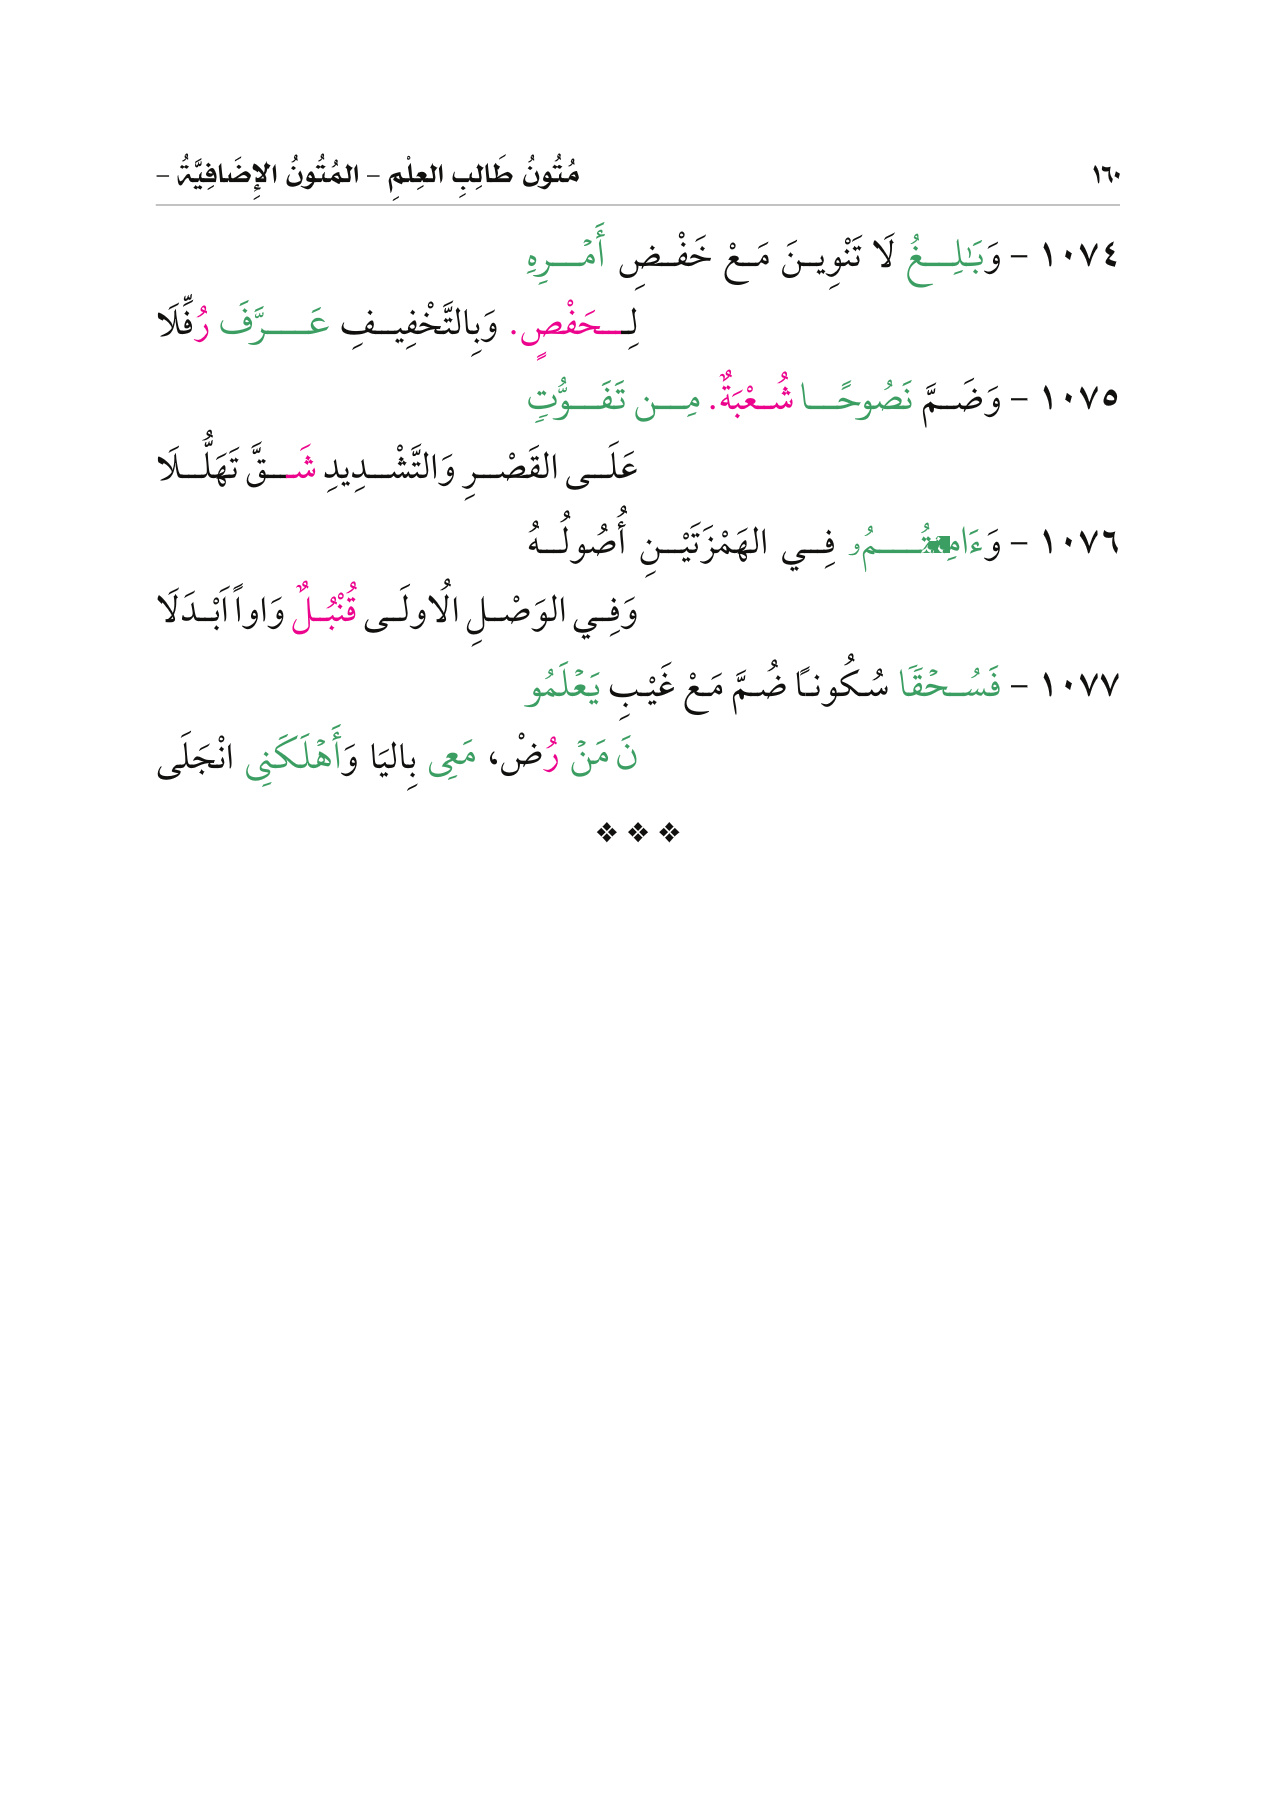 ١٦٠ مُتُونُ طَالِبِ العِلْمِ – المُتُونُ الإِضَافِيَّةُ –
١٠٧٤ – وَبَٰلِغُ لَا تَنْوِينَ مَعْ خَفْضِ أَمْرِهِ
لِحَفْصٍ. وَبِالتَّخْفِيفِ عَرَّفَ رُفِّلَا
١٠٧٥ – وَضَمَّ نَصُوحًا شُعْبَةٌ. مِن تَفَوُّتٖ
عَلَى القَصْرِ وَالتَّشْدِيدِ شَقَّ تَهَلُّلَا
١٠٧٦ – وَءَامِنتُمُو فِي الهَمْزَتَيْنِ أُصُولُهُ
وَفِي الوَصْلِ الُاولَى قُنْبُلٌ وَاواً اَبْدَلَا
١٠٧٧ – فَسُحْقًا سُكُونًا ضُمَّ مَعْ غَيْبِ يَعْلَمُو
نَ مَنْ رُضْ، مَعِي بِاليَا وَأَهْلَكَنِي انْجَلَى
❖ ❖ ❖